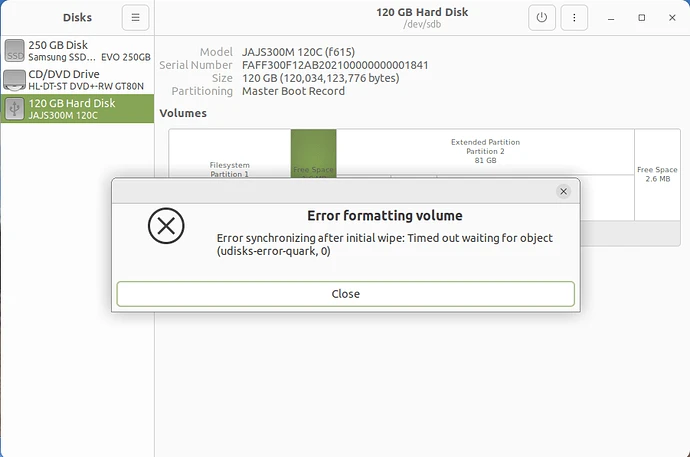 Disks
120 GB Hard Disk
/dev/sdb
250 GB Disk
Samsung SSD... EVO 250GB
SSD
CD/DVD Drive
HL-DT-ST DVD+-RW GT80N
120 GB Hard Disk
JAJS300M 120C
Model JAJS300M 120C (f615)
Serial Number FAFF300F12AB202100000000001841
Size 120 GB (120,034,123,776 bytes)
Partitioning Master Boot Record
Volumes
Filesystem
Partition 1
Free Space
Extended Partition
Partition 2
81 GB
Free Space
2.6 MB
Error formatting volume
Error synchronizing after initial wipe: Timed out waiting for object
(udisks-error-quark, 0)
Close